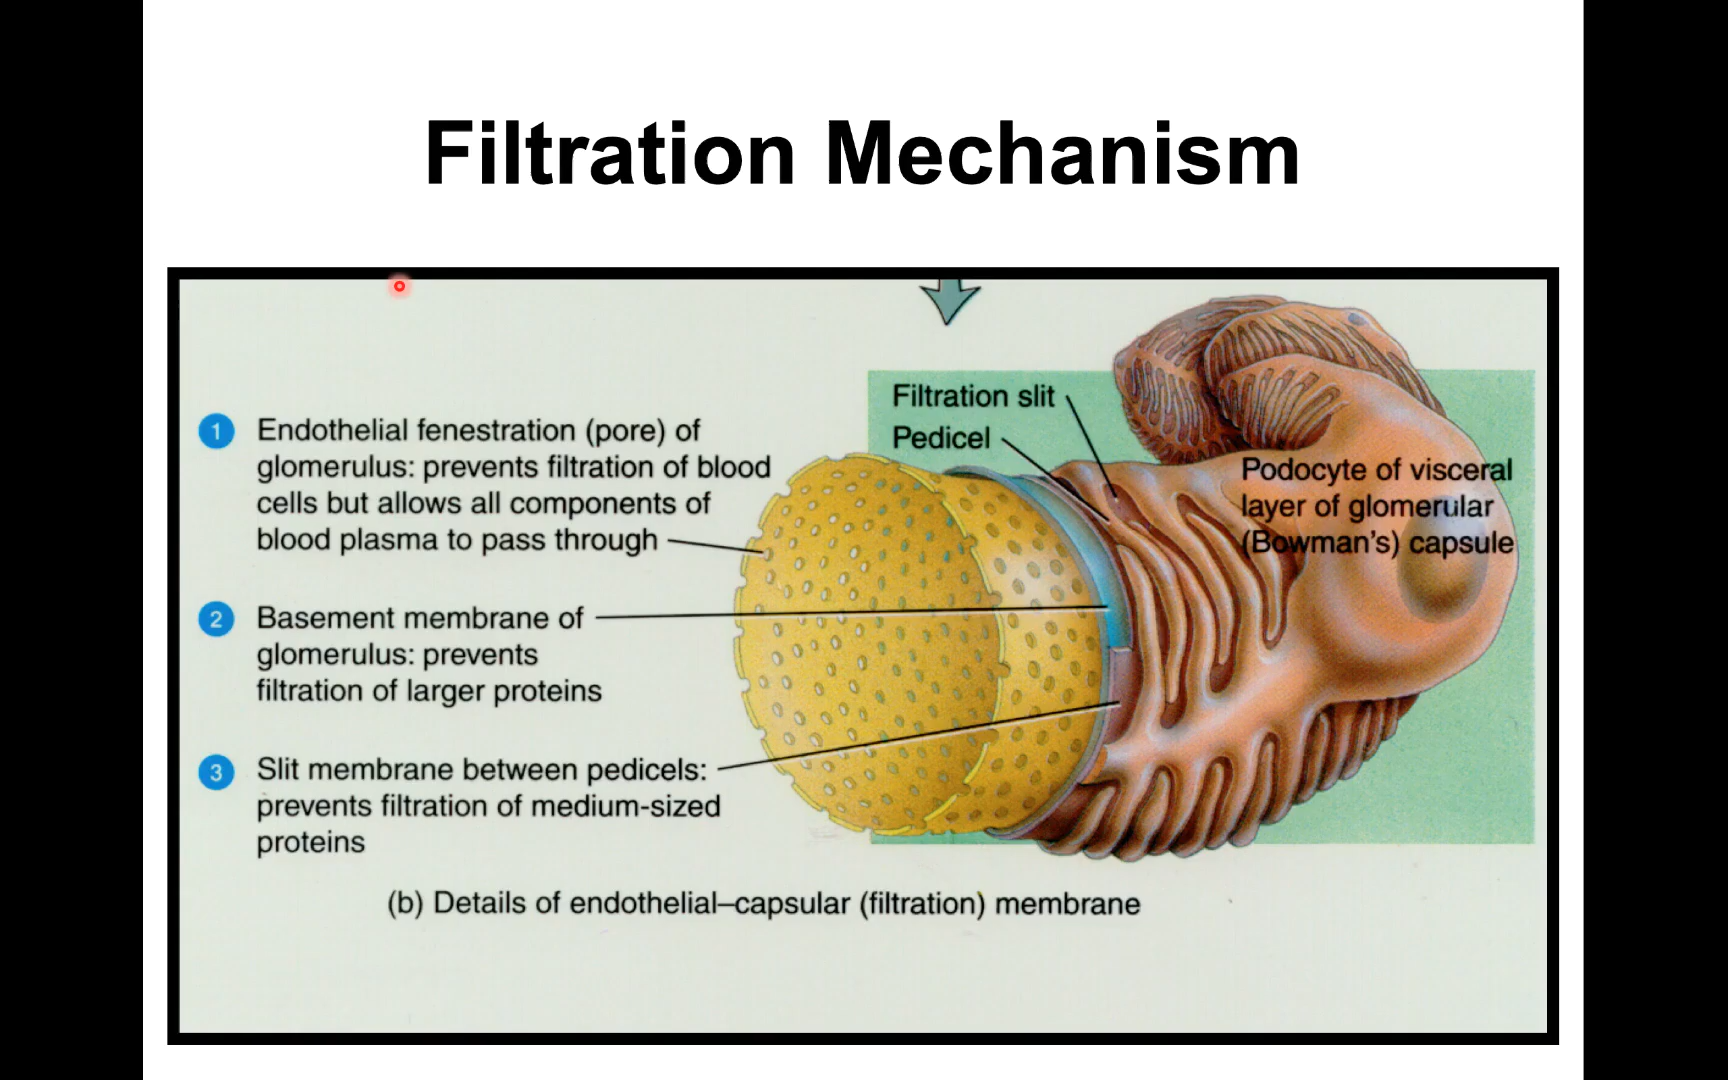 Filtration Mechanism
Filtration slit
Pedicel
1 Endothelial fenestration (pore) of
glomerulus: prevents filtration of blood
cells but allows all components of
blood plasma to pass through
Podocyte of visceral
layer of glomerular
(Bowman's) capsule
2 Basement membrane of
glomerulus: prevents
filtration of larger proteins
3 Slit membrane between pedicels:
prevents filtration of medium-sized
proteins
(b) Details of endothelial–capsular (filtration) membrane